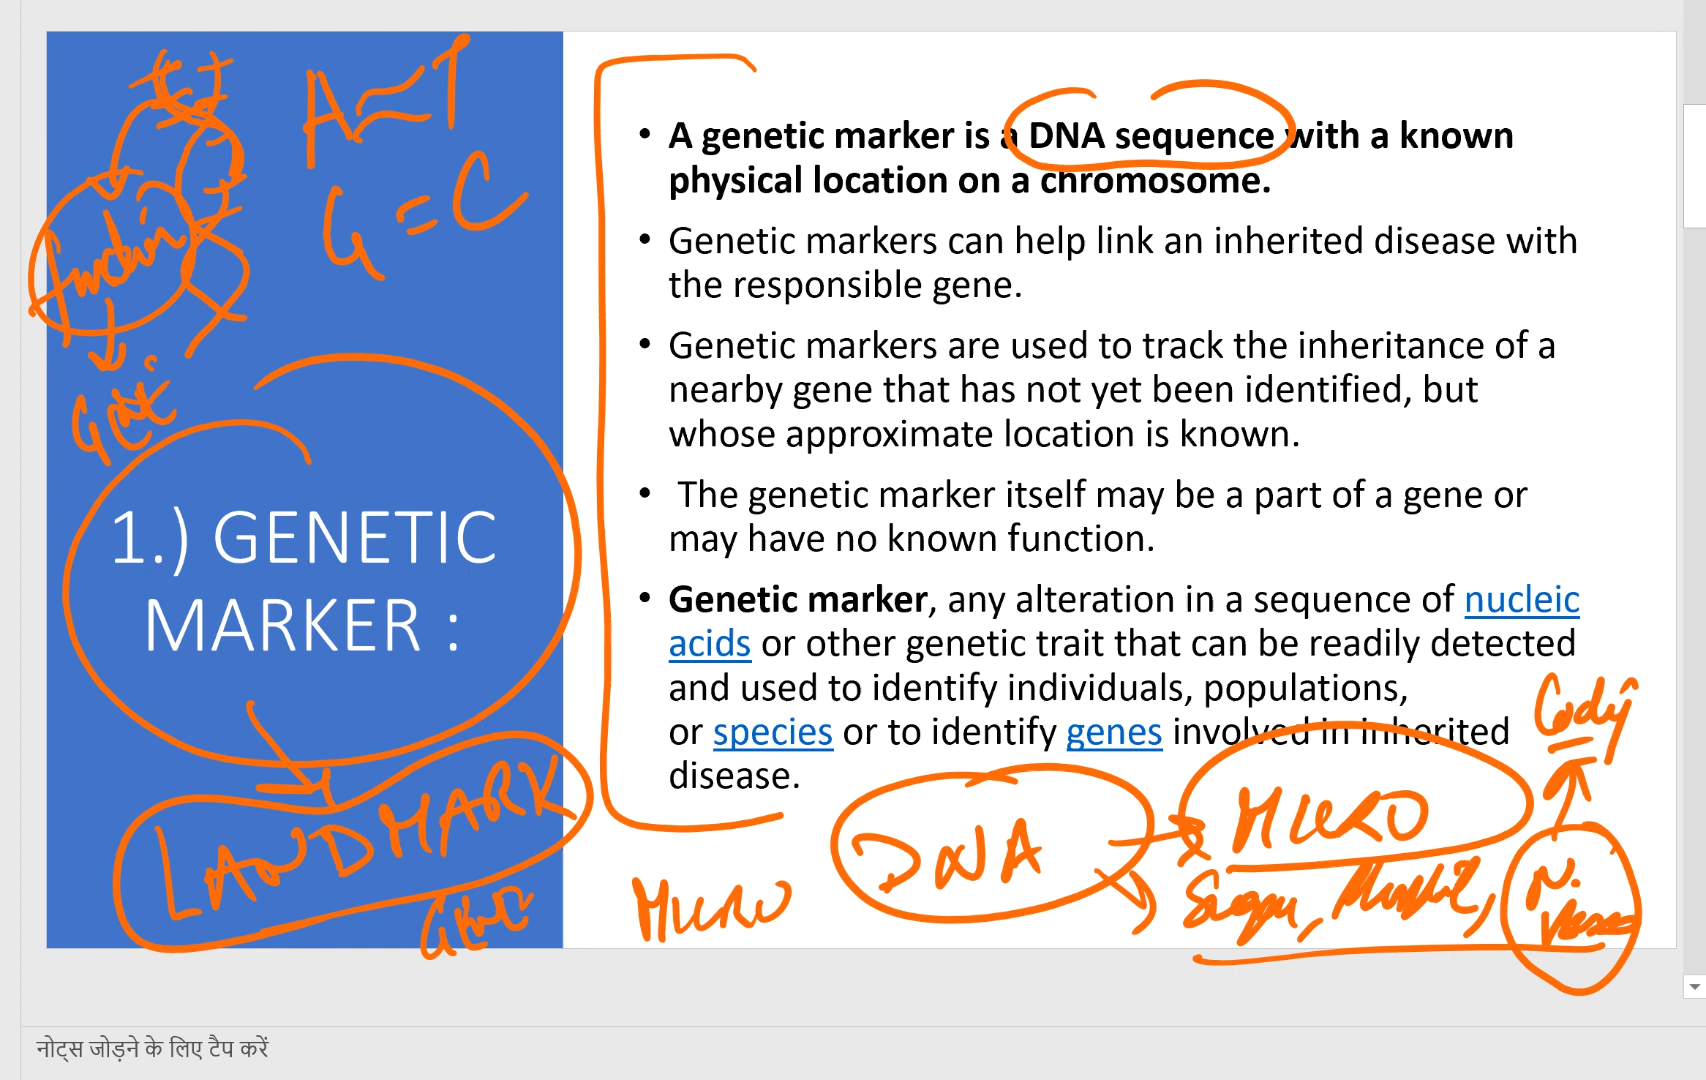 A = T
G = C
function
1.) GENETIC
MARKER :
LANDMARK
• A genetic marker is a DNA sequence with a known
physical location on a chromosome.
• Genetic markers can help link an inherited disease with
the responsible gene.
• Genetic markers are used to track the inheritance of a
nearby gene that has not yet been identified, but
whose approximate location is known.
• The genetic marker itself may be a part of a gene or
may have no known function.
• Genetic marker, any alteration in a sequence of nucleic
acids or other genetic trait that can be readily detected
and used to identify individuals, populations,
or species or to identify genes involved in inherited
disease.
MICRO
DNA
MICRO
नोट्स जोड़ने के लिए टैप करें